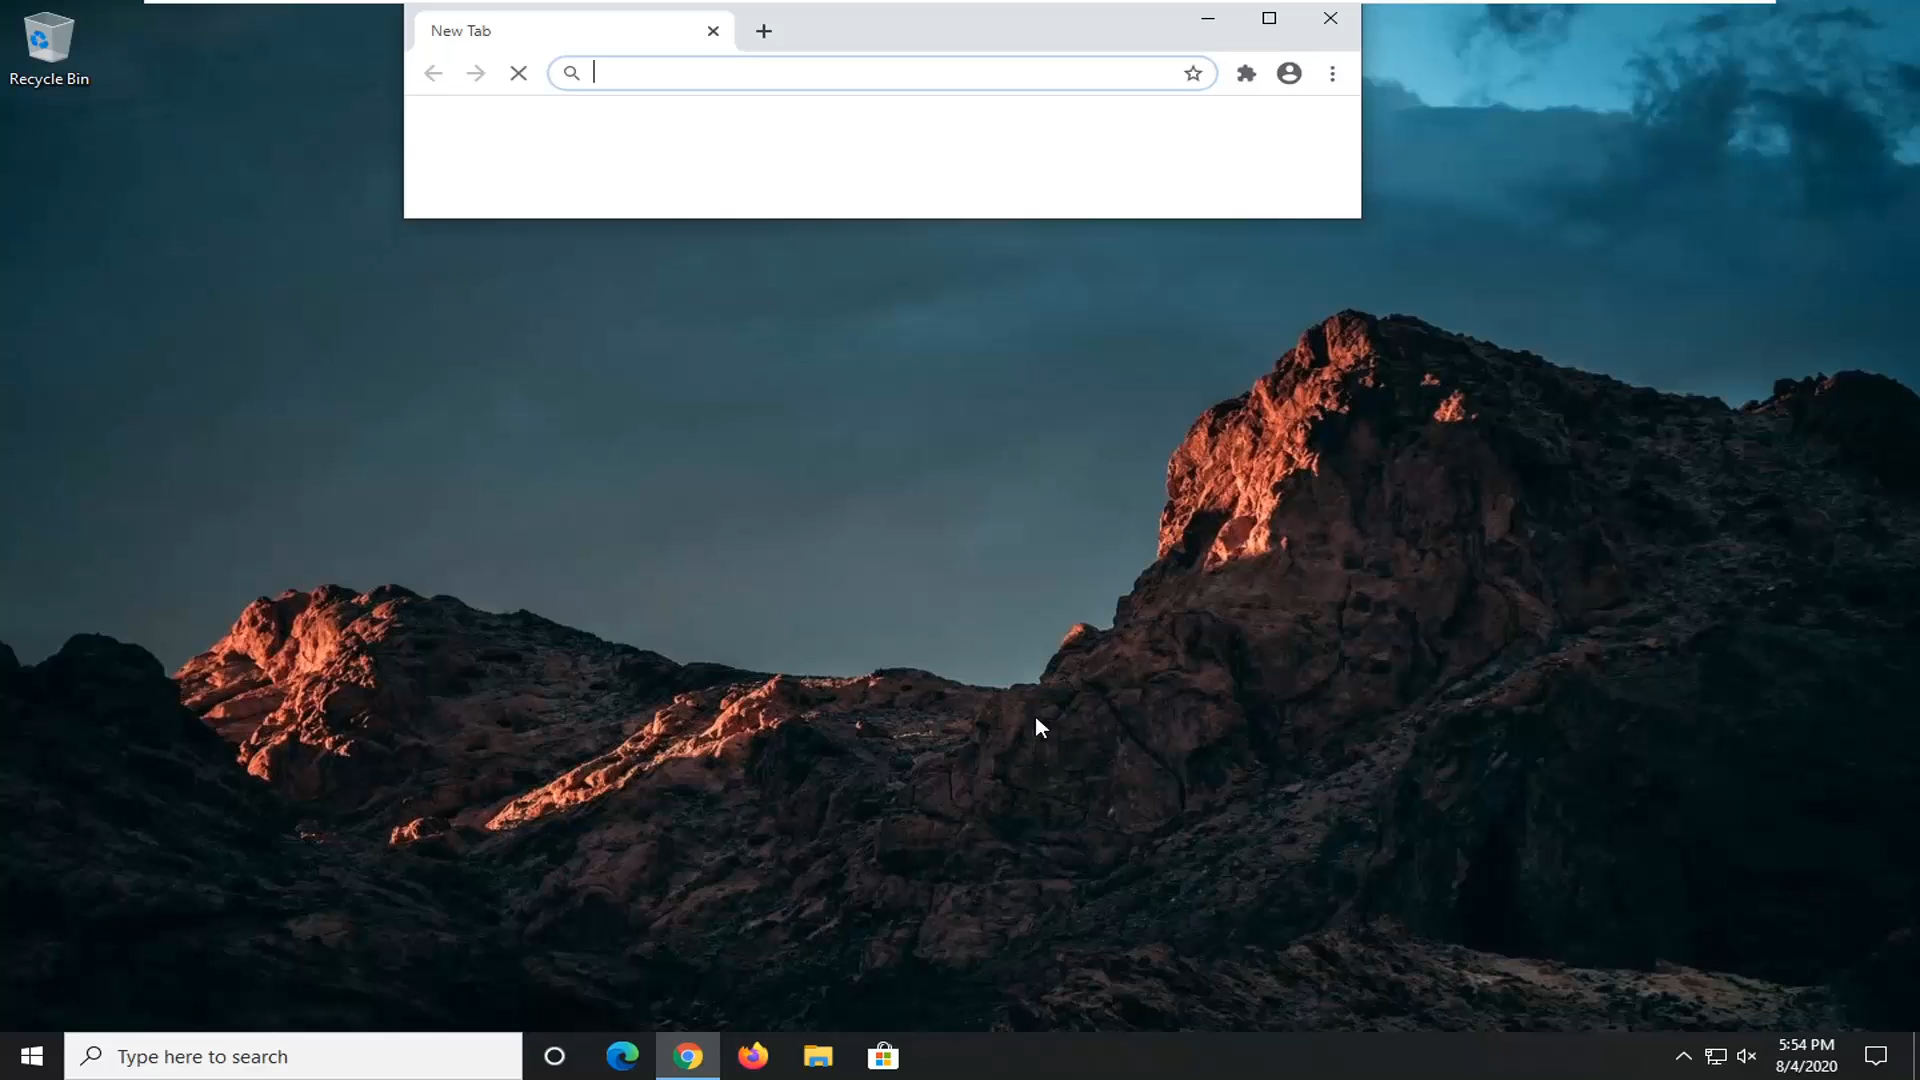 New Tab
Recycle Bin
Type here to search
5:54 PM
8/4/2020